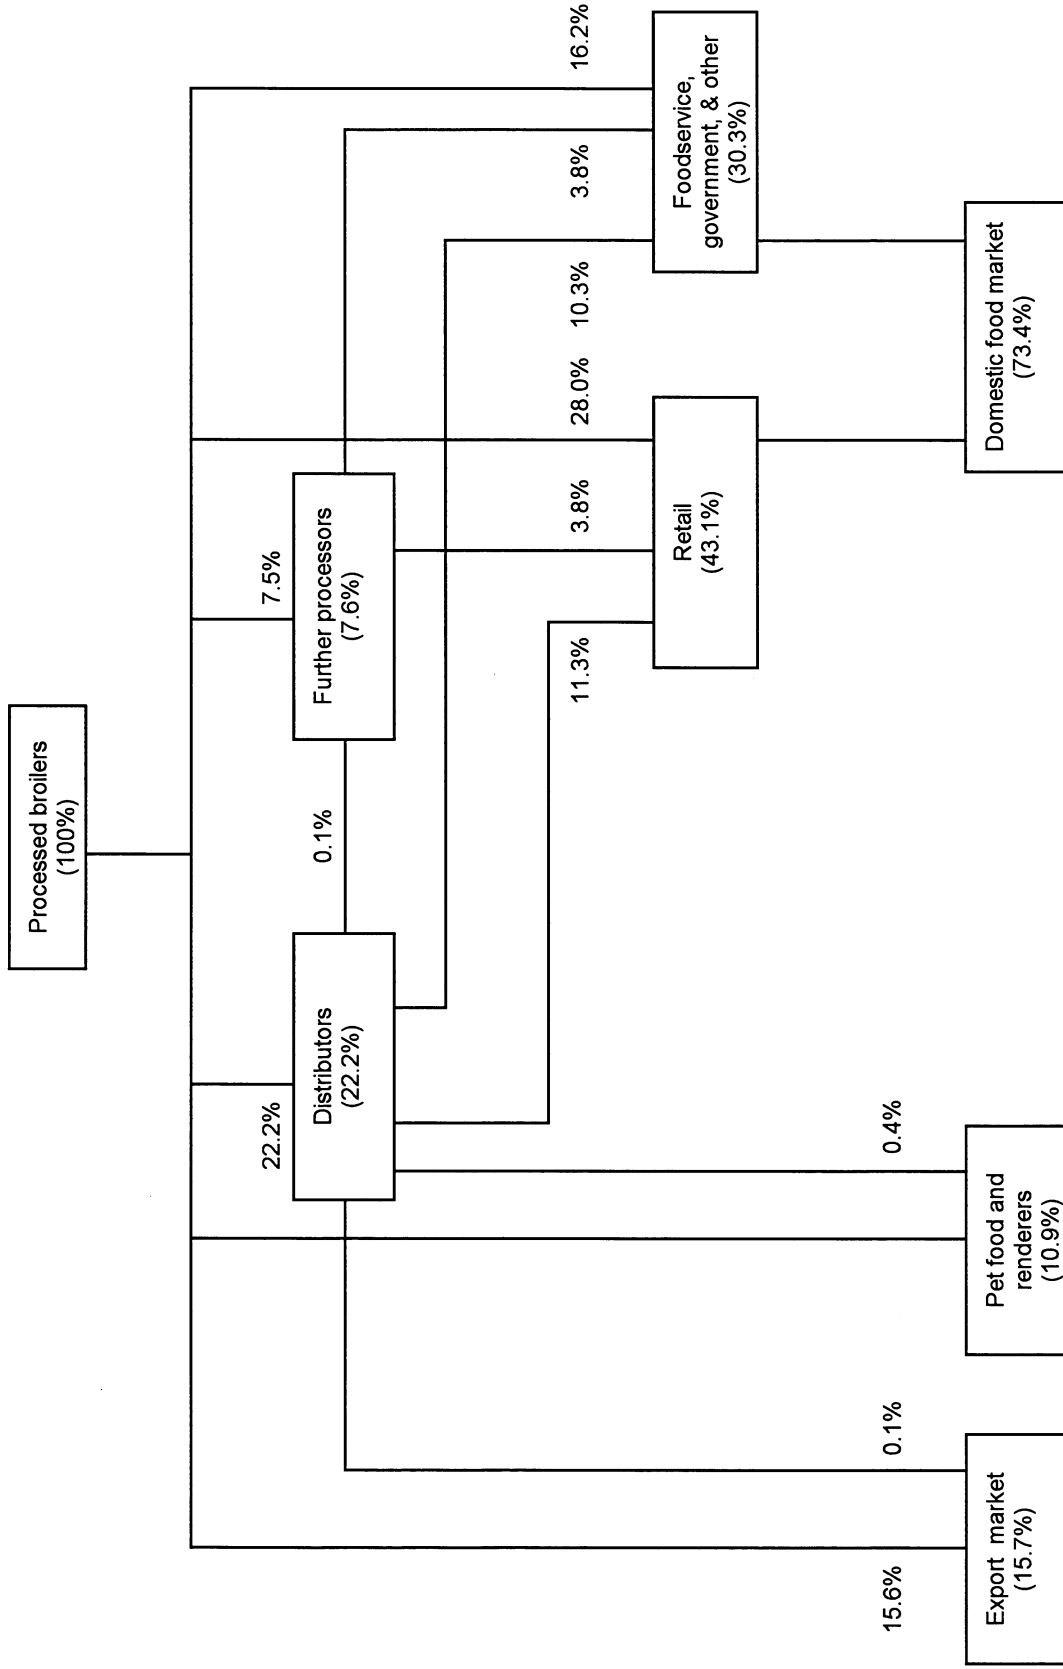 Processed broilers
(100%)
22.2%
7.5%
Distributors
(22.2%)
0.1%
Further processors
(7.6%)
11.3%
3.8%
28.0%
10.3%
3.8%
16.2%
Retail
(43.1%)
Foodservice,
government, & other
(30.3%)
15.6%
0.1%
0.4%
Export market
(15.7%)
Pet food and
renderers
(10.9%)
Domestic food market
(73.4%)